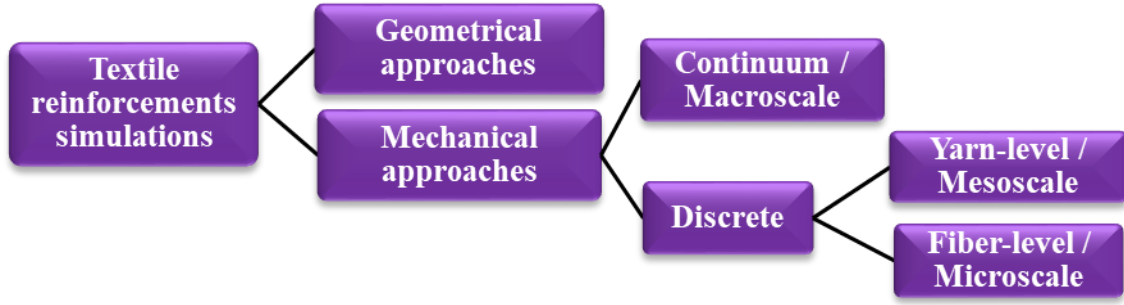 Textile
reinforcements
simulations
Geometrical
approaches
Mechanical
approaches
Continuum /
Macroscale
Discrete
Yarn-level /
Mesoscale
Fiber-level /
Microscale